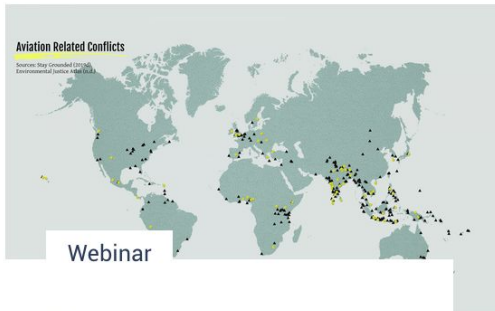 Aviation Related Conflicts
Sources: Stay Grounded (2019);
Environmental Justice Atlas (n.d.)
Webinar